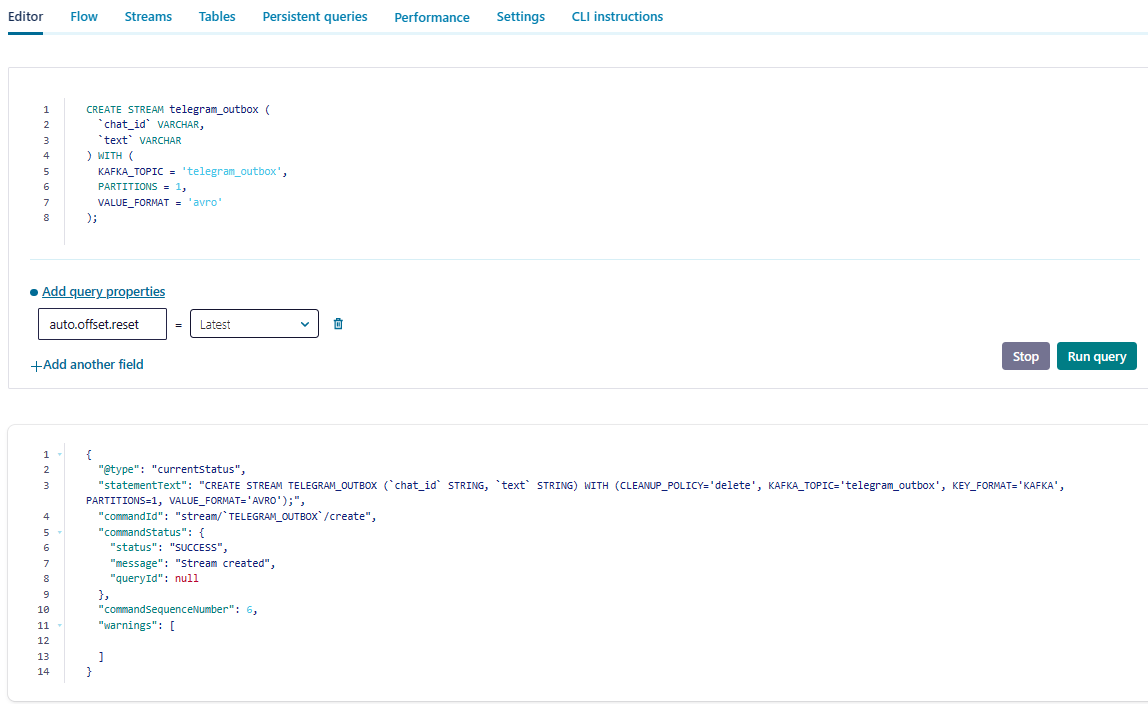 Editor Flow Streams Tables Persistent queries Performance Settings CLI instructions
1 CREATE STREAM telegram_outbox (
2 `chat_id` VARCHAR,
3 `text` VARCHAR
4 ) WITH (
5 KAFKA_TOPIC = 'telegram_outbox',
6 PARTITIONS = 1,
7 VALUE_FORMAT = 'avro'
8 );
Add query properties
auto.offset.reset = Latest
Add another field
Stop Run query
1 {
2 "@type": "currentStatus",
3 "statementText": "CREATE STREAM TELEGRAM_OUTBOX (`chat_id` STRING, `text` STRING) WITH (CLEANUP_POLICY='delete', KAFKA_TOPIC='telegram_outbox', KEY_FORMAT='KAFKA',
PARTITIONS=1, VALUE_FORMAT='AVRO');",
4 "commandId": "stream/`TELEGRAM_OUTBOX`/create",
5 "commandStatus": {
6 "status": "SUCCESS",
7 "message": "Stream created",
8 "queryId": null
9 },
10 "commandSequenceNumber": 6,
11 "warnings": [
12
13 ]
14 }